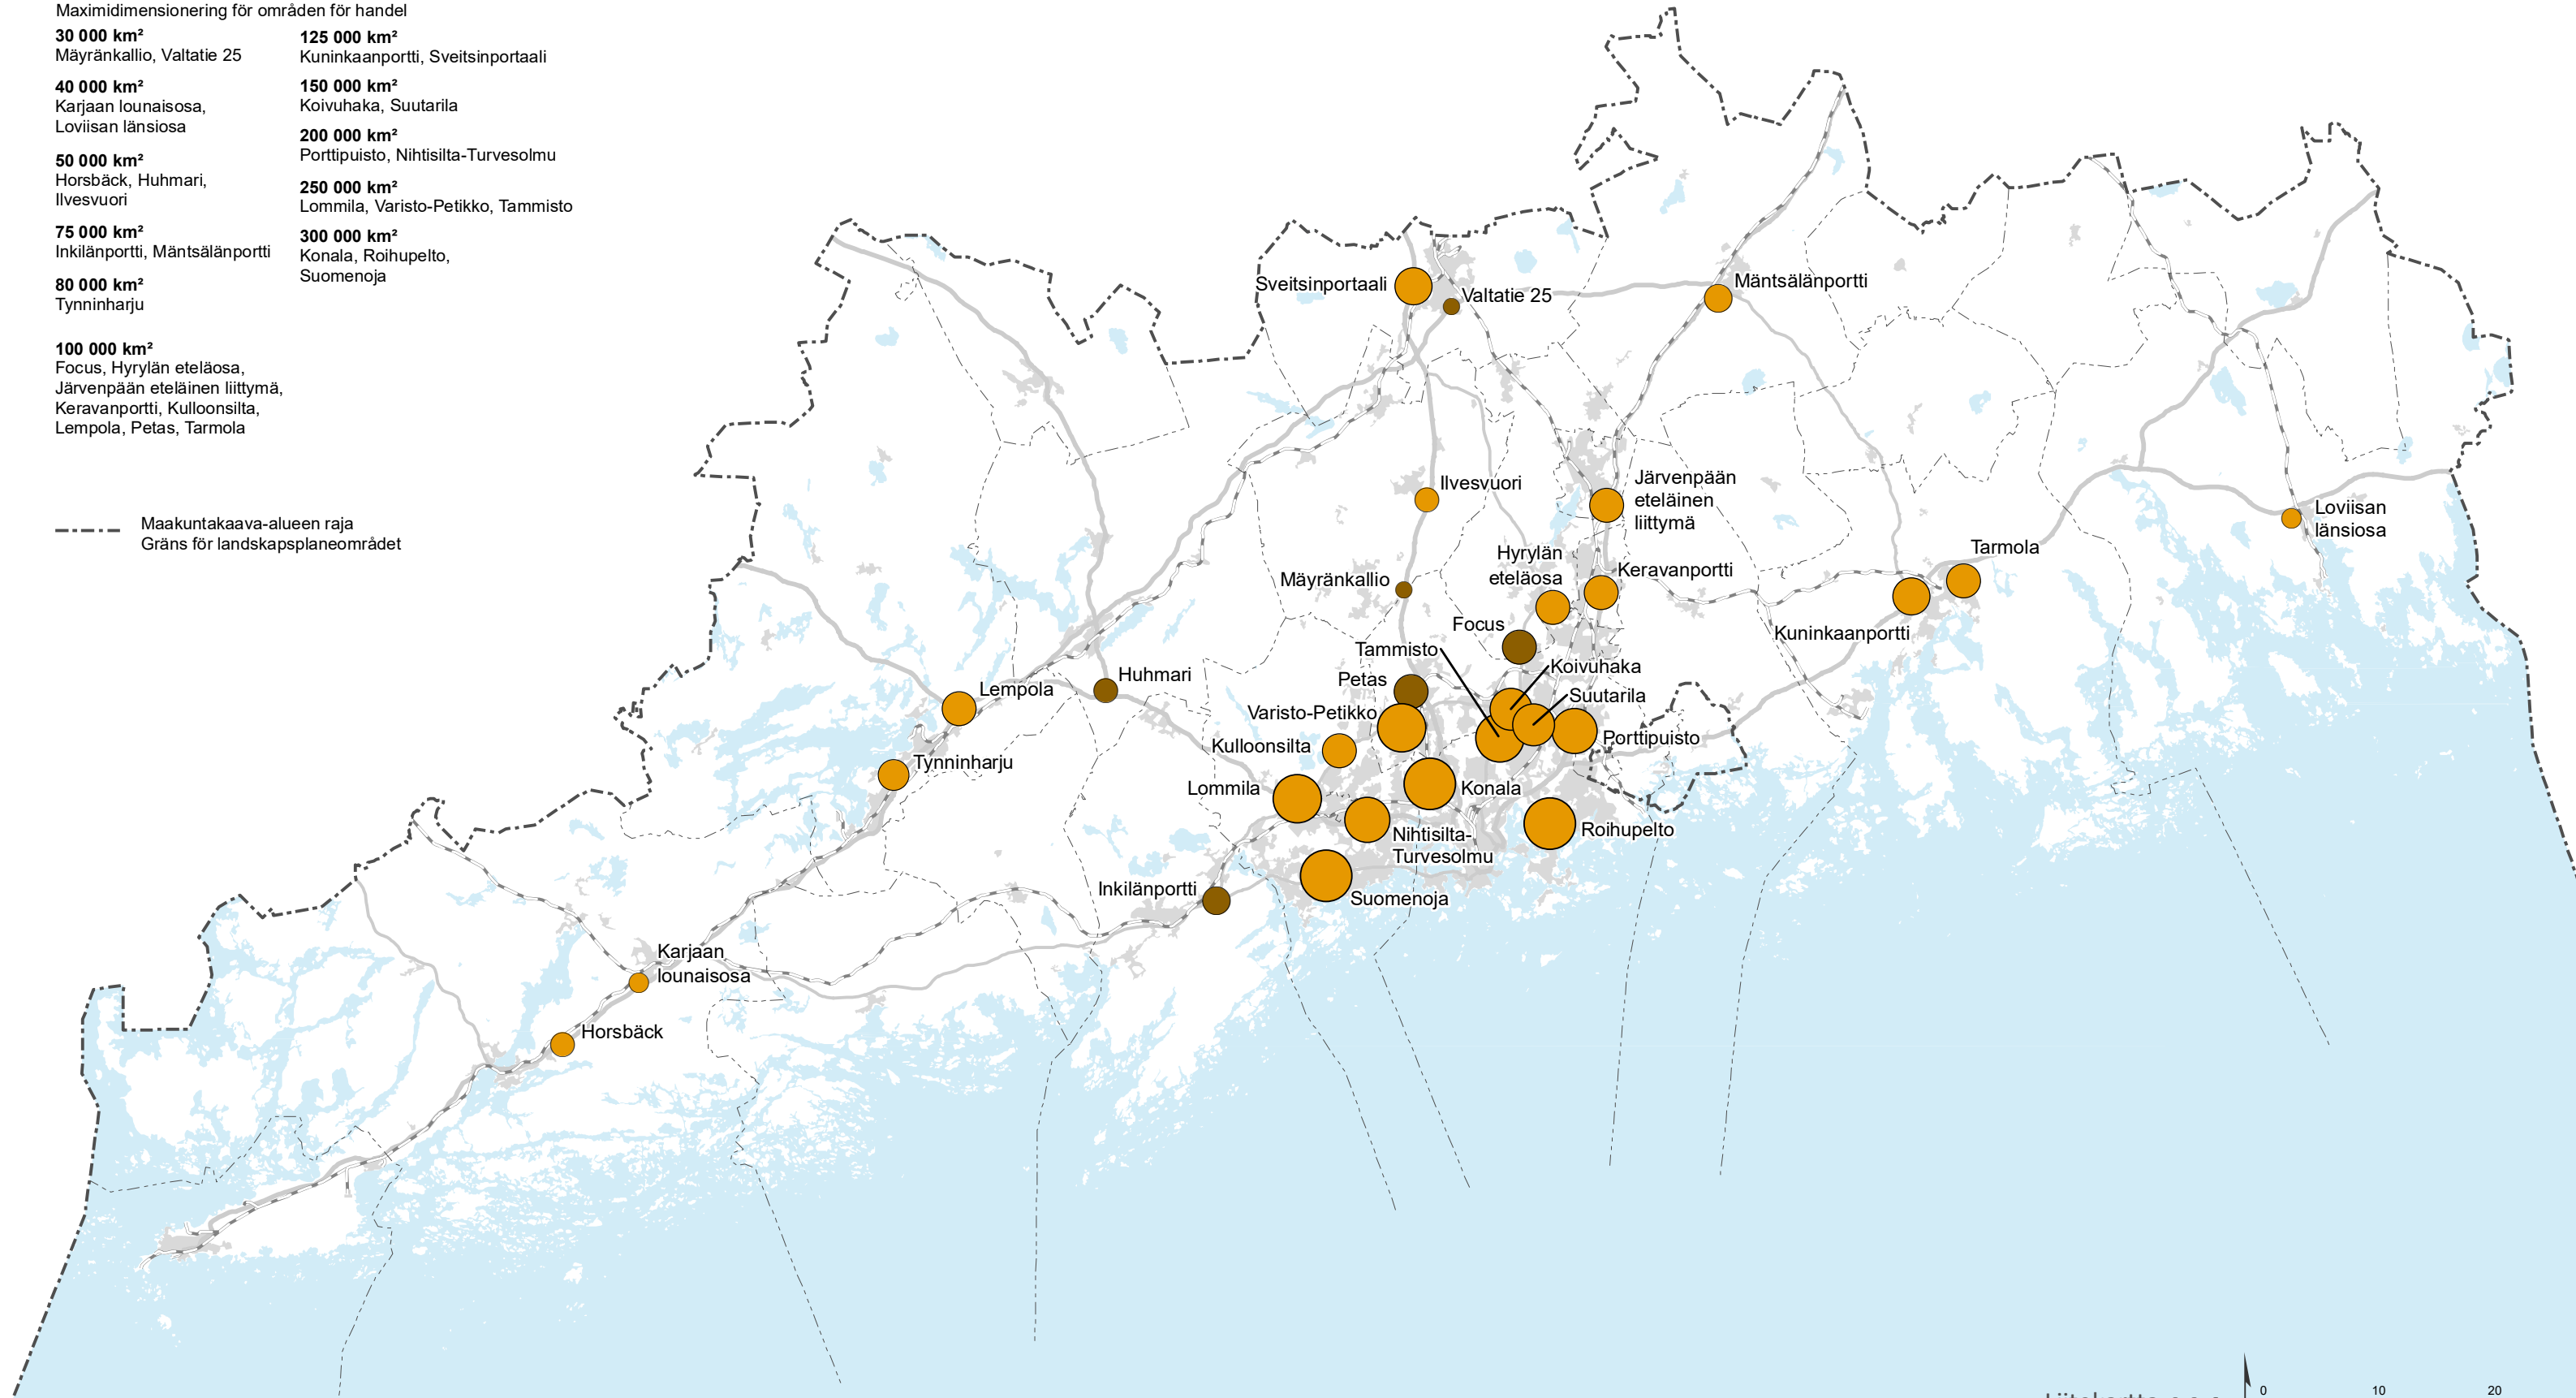 Maximidimensionering för områden för handel
30 000 km²
Mäyränkallio, Valtatie 25
40 000 km²
Karjaan lounaisosa,
Loviisan länsiosa
50 000 km²
Horsbäck, Huhmari,
Ilvesvuori
75 000 km²
Inkilänportti, Mäntsälänportti
80 000 km²
Tynninharju
100 000 km²
Focus, Hyrylän eteläosa,
Järvenpään eteläinen liittymä,
Keravanportti, Kulloonsilta,
Lempola, Petas, Tarmola
125 000 km²
Kuninkaanportti, Sveitsinportaali
150 000 km²
Koivuhaka, Suutarila
200 000 km²
Porttipuisto, Nihtisilta-Turvesolmu
250 000 km²
Lommila, Varisto-Petikko, Tammisto
300 000 km²
Konala, Roihupelto,
Suomenoja
Maakuntakaava-alueen raja
Gräns för landskapsplaneområdet
Sveitsinportaali
Valtatie 25
Mäntsälänportti
Ilvesvuori
Järvenpään
eteläinen
liittymä
Loviisan
länsiosa
Hyrylän
eteläosa
Tarmola
Keravanportti
Mäyränkallio
Focus
Kuninkaanportti
Tammisto
Koivuhaka
Huhmari
Petas
Lempola
Suutarila
Varisto-Petikko
Porttipuisto
Kulloonsilta
Tynninharju
Lommila
Konala
Nihtisilta-
Turvesolmu
Roihupelto
Inkilänportti
Suomenoja
Karjaan
lounaisosa
Horsbäck
0 10 20